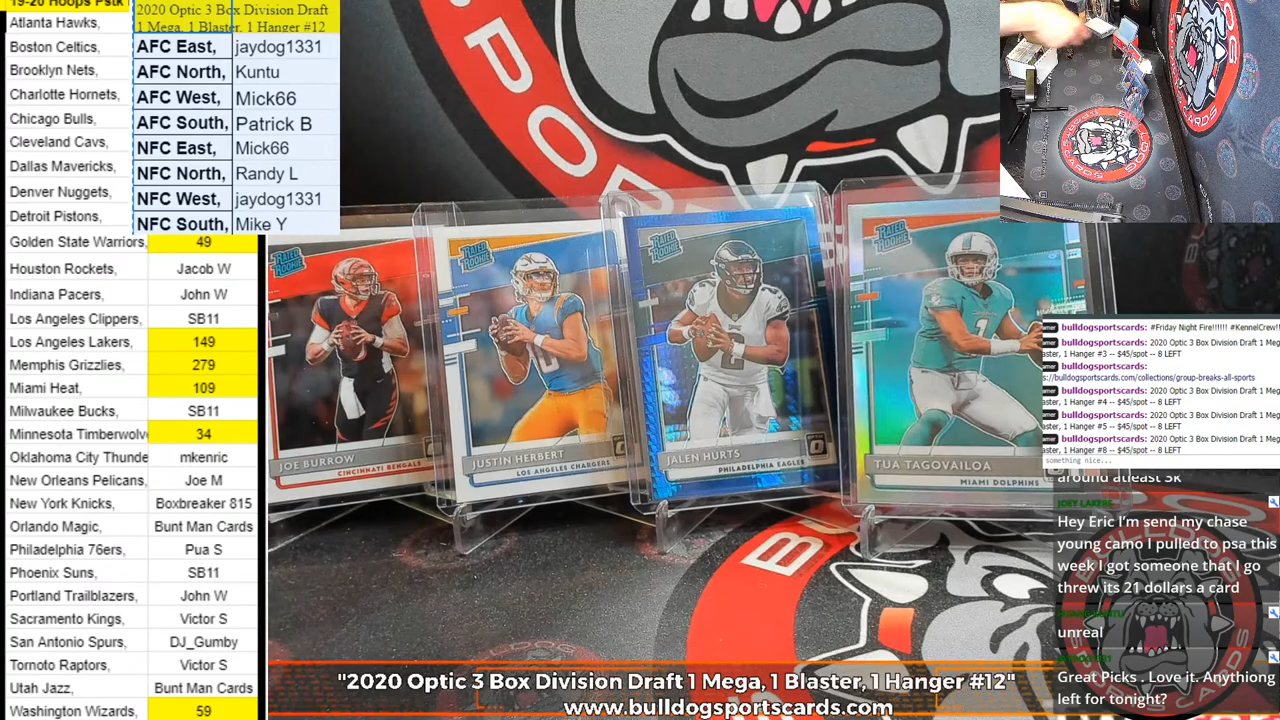 19-20 Hoops
Atlanta Hawks,
Boston Celtics,
Brooklyn Nets,
Charlotte Hornets,
Chicago Bulls,
Cleveland Cavs,
Dallas Mavericks,
Denver Nuggets,
Detroit Pistons,
Golden State Warriors, 49
Houston Rockets, Jacob W
Indiana Pacers, John W
Los Angeles Clippers, SB11
Los Angeles Lakers, 149
Memphis Grizzlies, 279
Miami Heat, 109
Milwaukee Bucks, SB11
Minnesota Timberwolv 34
Oklahoma City Thunde mkenric
New Orleans Pelicans, Joe M
New York Knicks, Boxbreaker 815
Orlando Magic, Bunt Man Cards
Philadelphia 76ers, Pua S
Phoenix Suns, SB11
Portland Trailblazers, John W
Sacramento Kings, Victor S
San Antonio Spurs, DJ_Gumby
Tornoto Raptors, Victor S
Utah Jazz, Bunt Man Cards
Washington Wizards, 59
2020 Optic 3 Box Division Draft
1 Mega, 1 Blaster, 1 Hanger #12
AFC East, jaydog1331
AFC North, Kuntu
AFC West, Mick66
AFC South, Patrick B
NFC East, Mick66
NFC North, Randy L
NFC West, jaydog1331
NFC South, Mike Y
RATED ROOKIE
JOE BURROW
CINCINNATI BENGALS
RATED ROOKIE
JUSTIN HERBERT
LOS ANGELES CHARGERS
RATED ROOKIE
JALEN HURTS
OPTIC
PHILADELPHIA EAGLES
RATED ROOKIE
TUA TAGOVAILOA
MIAMI DOLPHINS
bulldogsportscards: #Friday Night Fire!!!!!! #KennelCrew!!
bulldogsportscards: 2020 Optic 3 Box Division Draft 1 Meg
aster, 1 Hanger #3 -- $45/spot -- 8 LEFT
bulldogsportscards:
s://bulldogsportscards.com/collections/group-breaks-all-sports
bulldogsportscards: 2020 Optic 3 Box Division Draft 1 Meg
aster, 1 Hanger #4 -- $45/spot -- 8 LEFT
bulldogsportscards: 2020 Optic 3 Box Division Draft 1 Meg
aster, 1 Hanger #5 -- $45/spot -- 8 LEFT
bulldogsportscards: 2020 Optic 3 Box Division Draft 1 Meg
aster, 1 Hanger #8 -- $45/spot -- 8 LEFT
something nice...
around atleast 3k
JOEY LAKERS
Hey Eric I'm send my chase
young camo I pulled to psa this
week I got someone that I go
threw its 21 dollars a card
unreal
Great Picks . Love it. Anythiong
left for tonight?
"2020 Optic 3 Box Division Draft 1 Mega, 1 Blaster, 1 Hanger #12"
www.bulldogsportscards.com